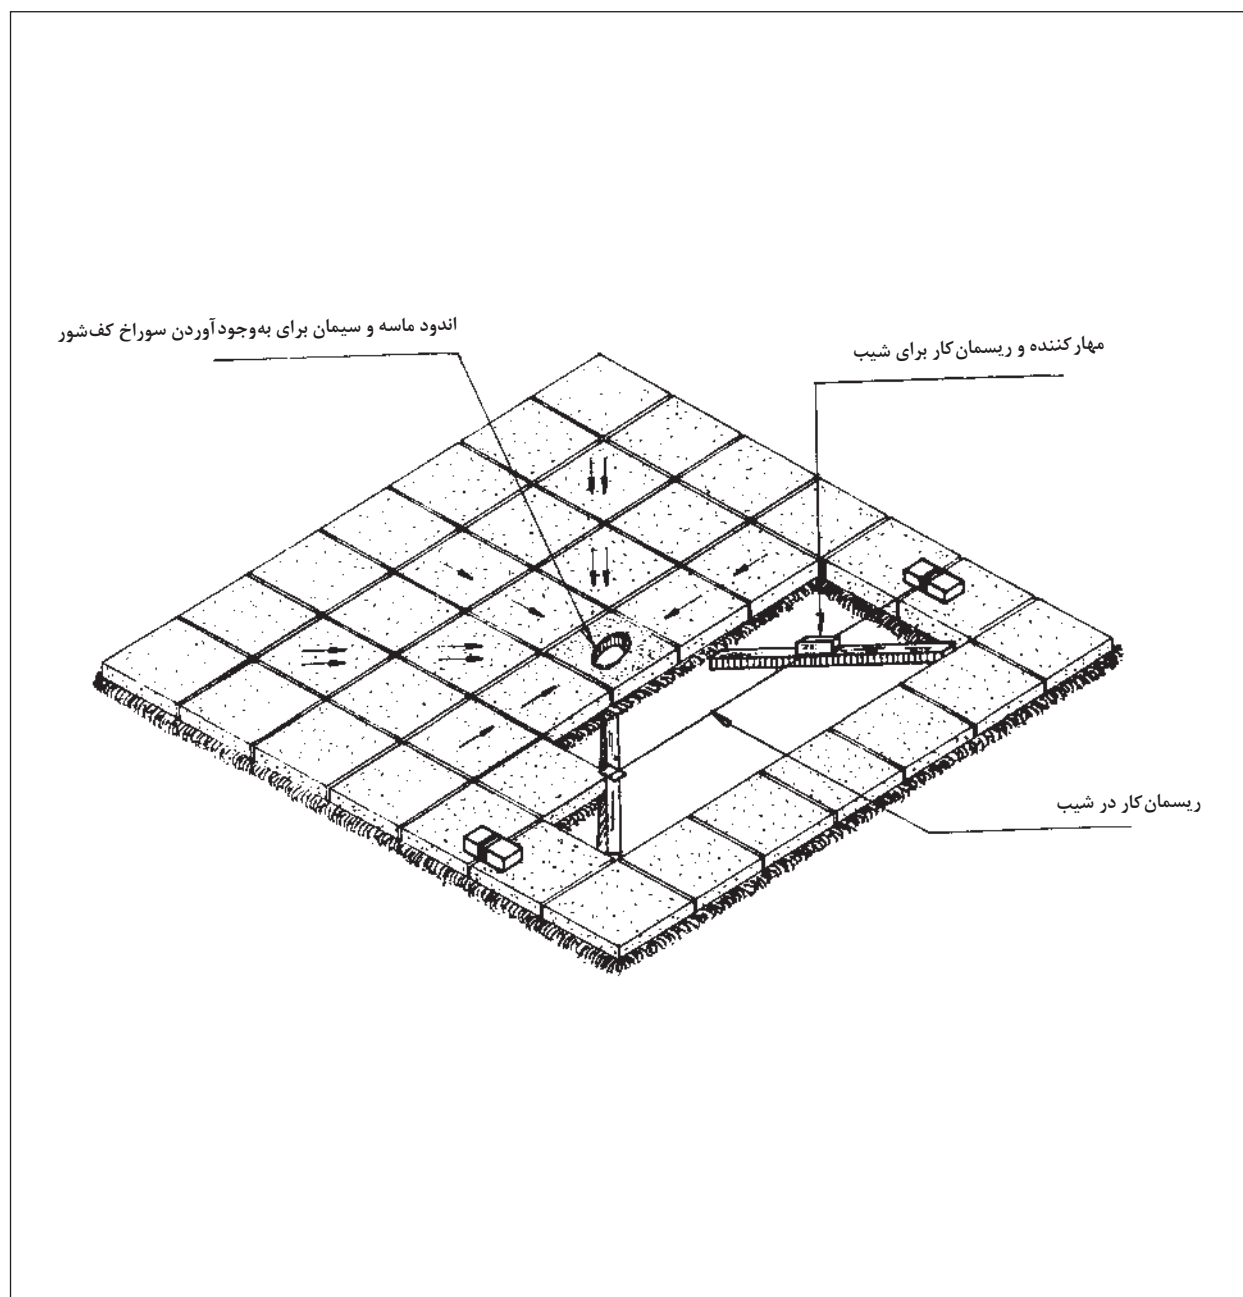 اندود ماسه و سیمان برای به‌وجودآوردن سوراخ کف‌شور
مهارکننده و ریسمان‌کار برای شیب
ریسمان‌کار در شیب